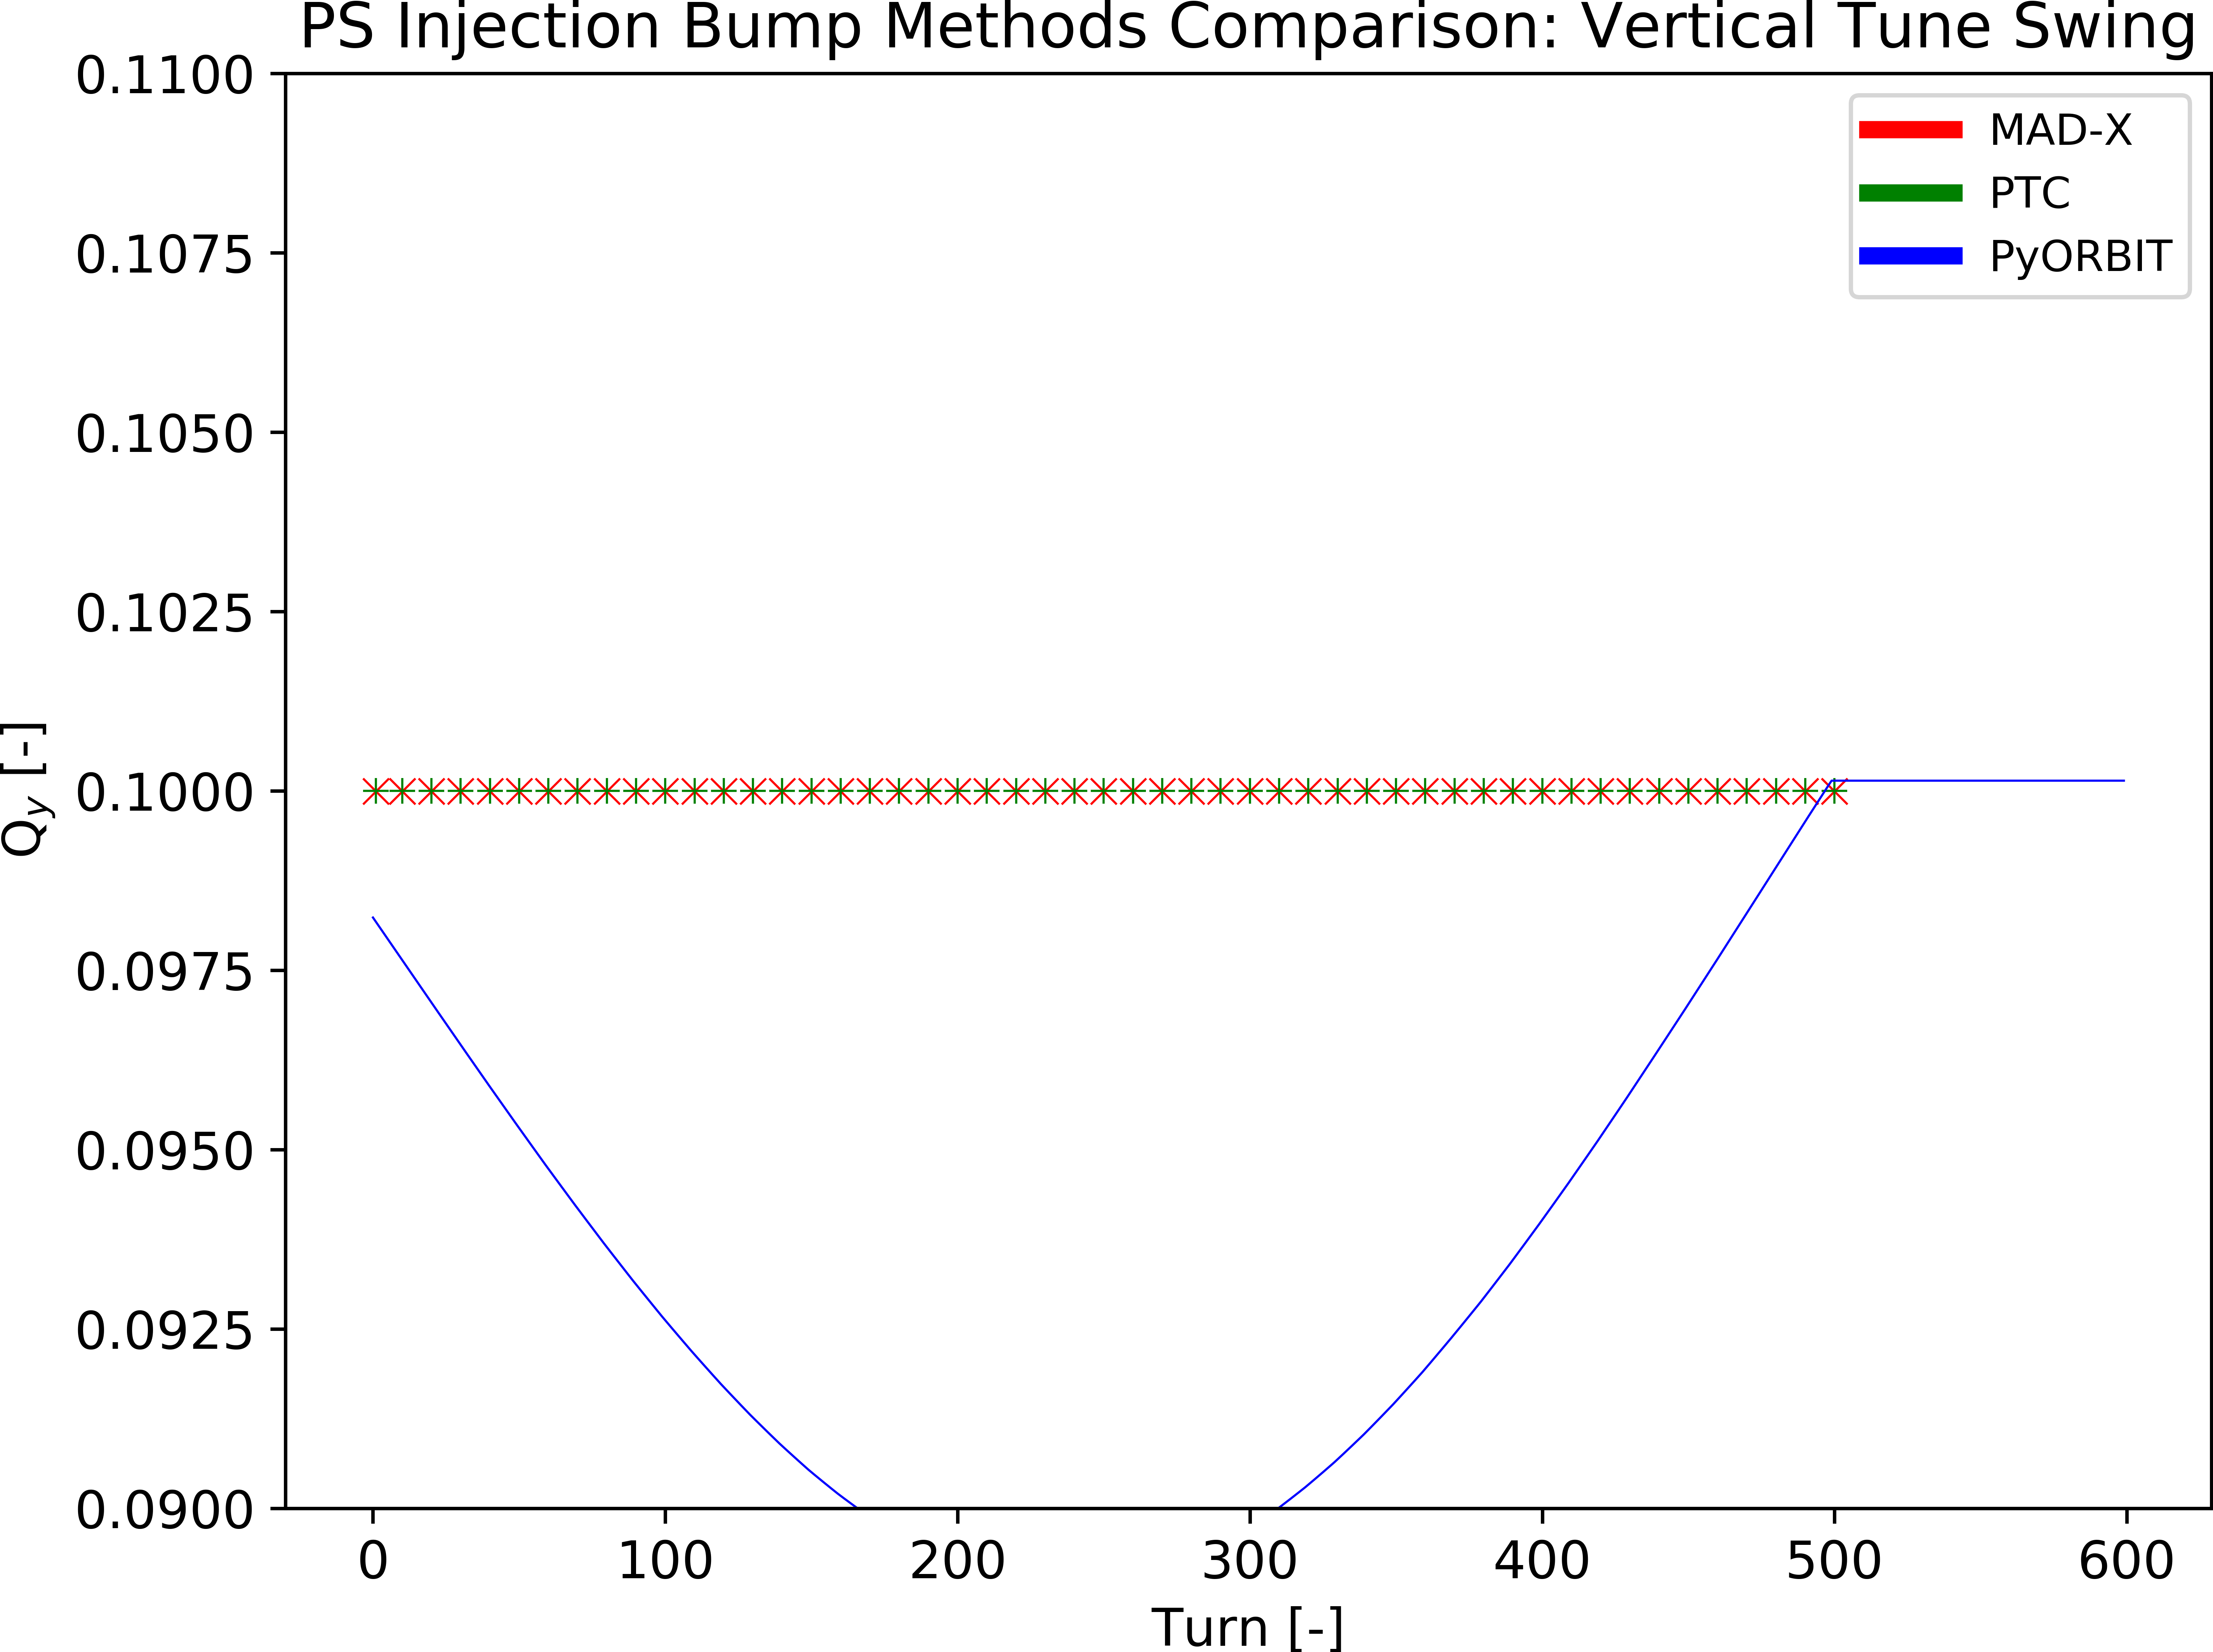 PS Injection Bump Methods Comparison: Vertical Tune Swing
0.1100
0.1075
0.1050
0.1025
0.1000
0.0975
0.0950
0.0925
0.0900
Qy [-]
MAD-X
PTC
PyORBIT
0 100 200 300 400 500 600
Turn [-]